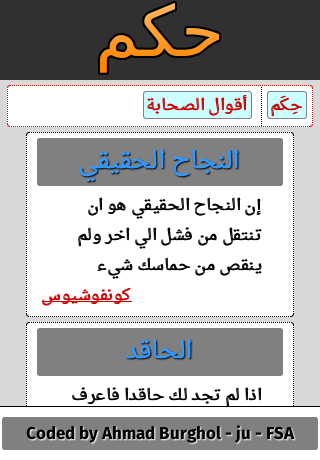 حكم
حِكَم
أقوال الصحابة
النجاح الحقيقي
إن النجاح الحقيقي هو ان
تنتقل من فشل الي اخر ولم
ينقص من حماسك شيء
كونفوشيوس
الحاقد
اذا لم تجد لك حاقدا فاعرف
Coded by Ahmad Burghol - ju - FSA